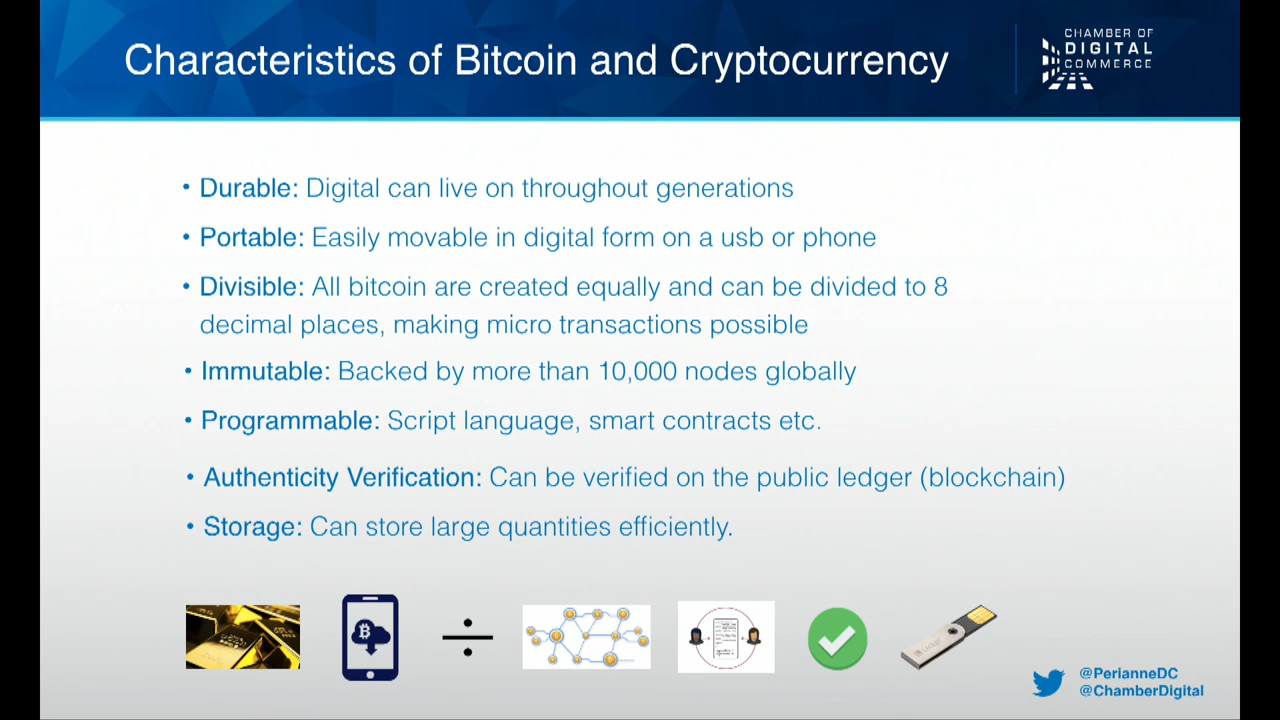 Characteristics of Bitcoin and Cryptocurrency
CHAMBER OF
DIGITAL
COMMERCE
• Durable: Digital can live on throughout generations
• Portable: Easily movable in digital form on a usb or phone
• Divisible: All bitcoin are created equally and can be divided to 8
decimal places, making micro transactions possible
• Immutable: Backed by more than 10,000 nodes globally
• Programmable: Script language, smart contracts etc.
• Authenticity Verification: Can be verified on the public ledger (blockchain)
• Storage: Can store large quantities efficiently.
Ledger
@PerianneDC
@ChamberDigital